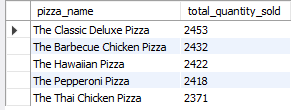 pizza_name total_quantity_sold
The Classic Deluxe Pizza 2453
The Barbecue Chicken Pizza 2432
The Hawaiian Pizza 2422
The Pepperoni Pizza 2418
The Thai Chicken Pizza 2371